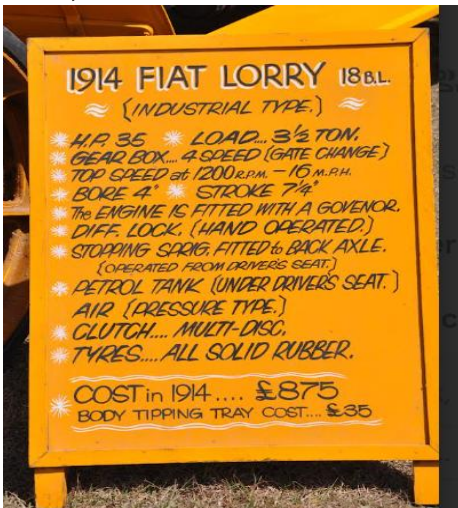 1914 FIAT LORRY 18 B.L.
(INDUSTRIAL TYPE.)
H.P. 35 LOAD.... 3½ TON.
GEAR BOX.... 4 SPEED (GATE CHANGE)
TOP SPEED at 1200 R.P.M. – 16 M.P.H.
BORE 4" STROKE 7¼"
The ENGINE IS FITTED WITH A GOVENOR.
DIFF. LOCK. (HAND OPERATED.)
STOPPING SPRIG, FITTED to BACK AXLE.
(OPERATED FROM DRIVER'S SEAT.)
PETROL TANK (UNDER DRIVER'S SEAT.)
AIR (PRESSURE TYPE.)
CLUTCH.... MULTI-DISC.
TYRES.... ALL SOLID RUBBER.
COST in 1914 .... £875
BODY TIPPING TRAY COST.... £35